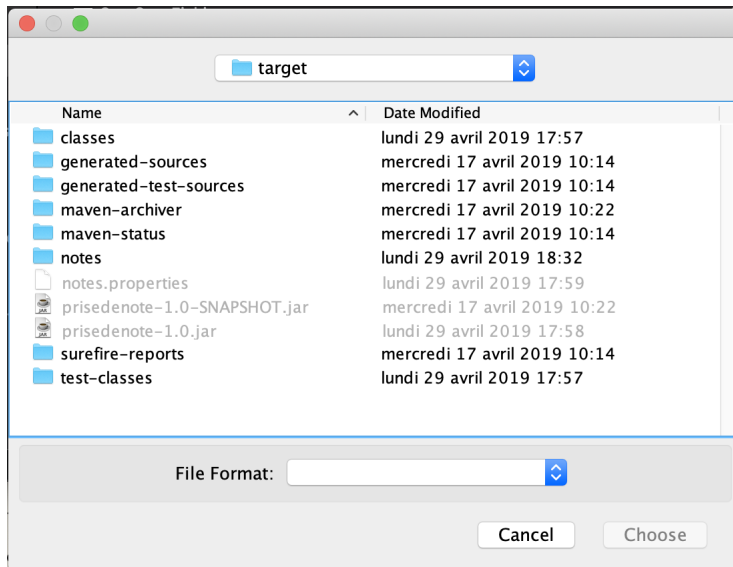 target
Name Date Modified
classes lundi 29 avril 2019 17:57
generated-sources mercredi 17 avril 2019 10:14
generated-test-sources mercredi 17 avril 2019 10:14
maven-archiver mercredi 17 avril 2019 10:22
maven-status mercredi 17 avril 2019 10:14
notes lundi 29 avril 2019 18:32
notes.properties lundi 29 avril 2019 17:59
prisedenote-1.0-SNAPSHOT.jar mercredi 17 avril 2019 10:22
prisedenote-1.0.jar lundi 29 avril 2019 17:58
surefire-reports mercredi 17 avril 2019 10:14
test-classes lundi 29 avril 2019 17:57
File Format:
Cancel Choose